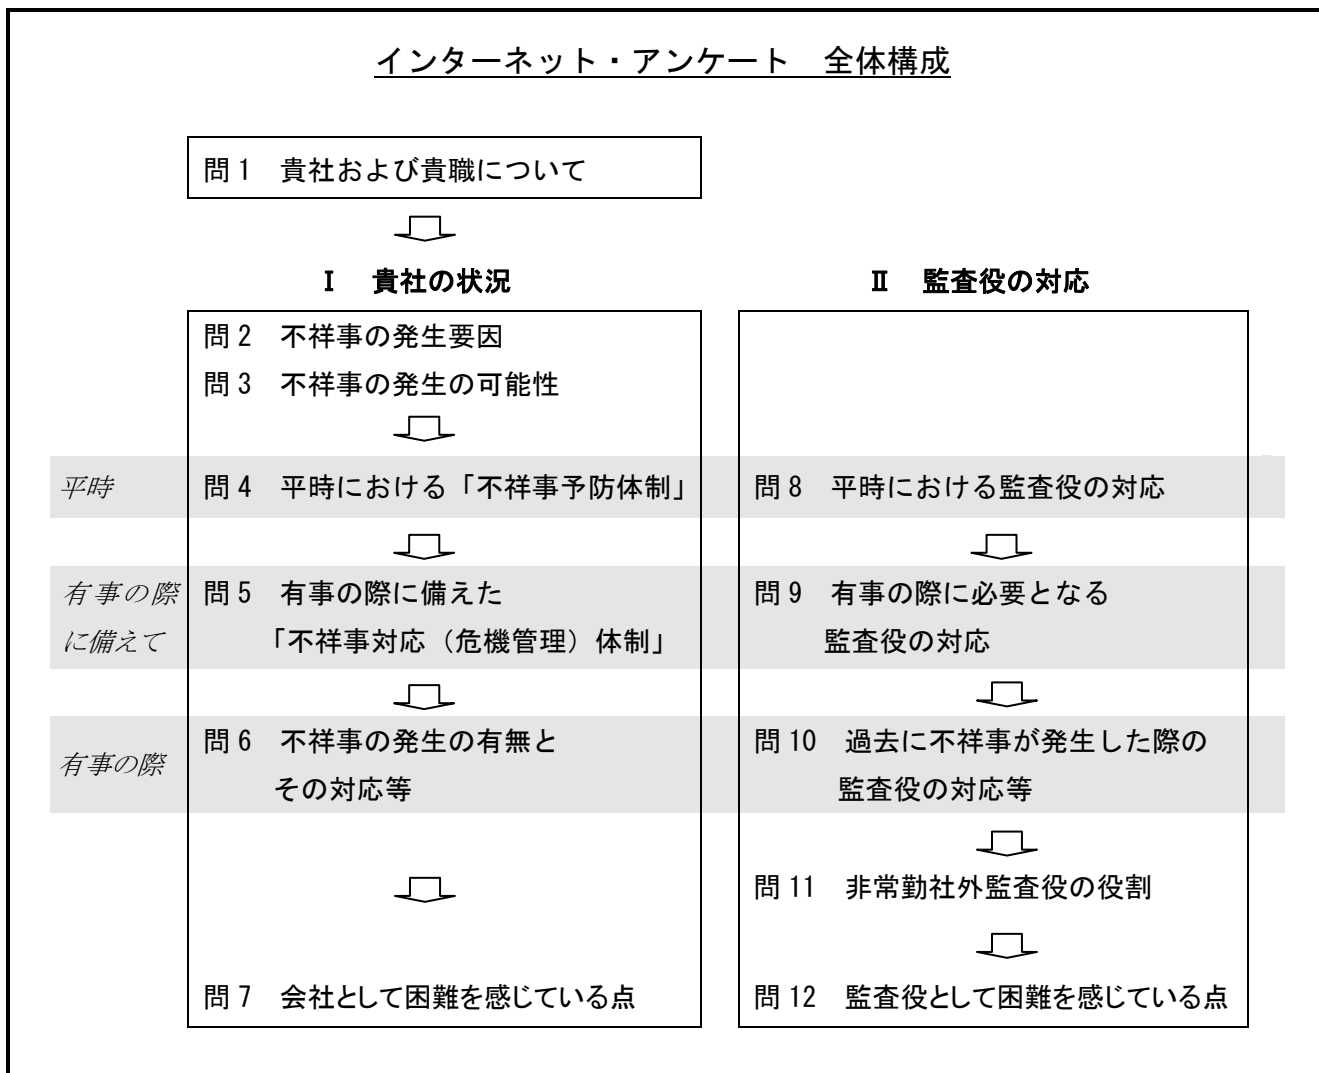 インターネット・アンケート　全体構成
問1　貴社および貴職について
Ⅰ　貴社の状況
Ⅱ　監査役の対応
問2　不祥事の発生要因
問3　不祥事の発生の可能性
平時
問4　平時における「不祥事予防体制」
問8　平時における監査役の対応
有事の際
に備えて
問5　有事の際に備えた
「不祥事対応（危機管理）体制」
問9　有事の際に必要となる
監査役の対応
有事の際
問6　不祥事の発生の有無と
その対応等
問10　過去に不祥事が発生した際の
監査役の対応等
問11　非常勤社外監査役の役割
問7　会社として困難を感じている点
問12　監査役として困難を感じている点